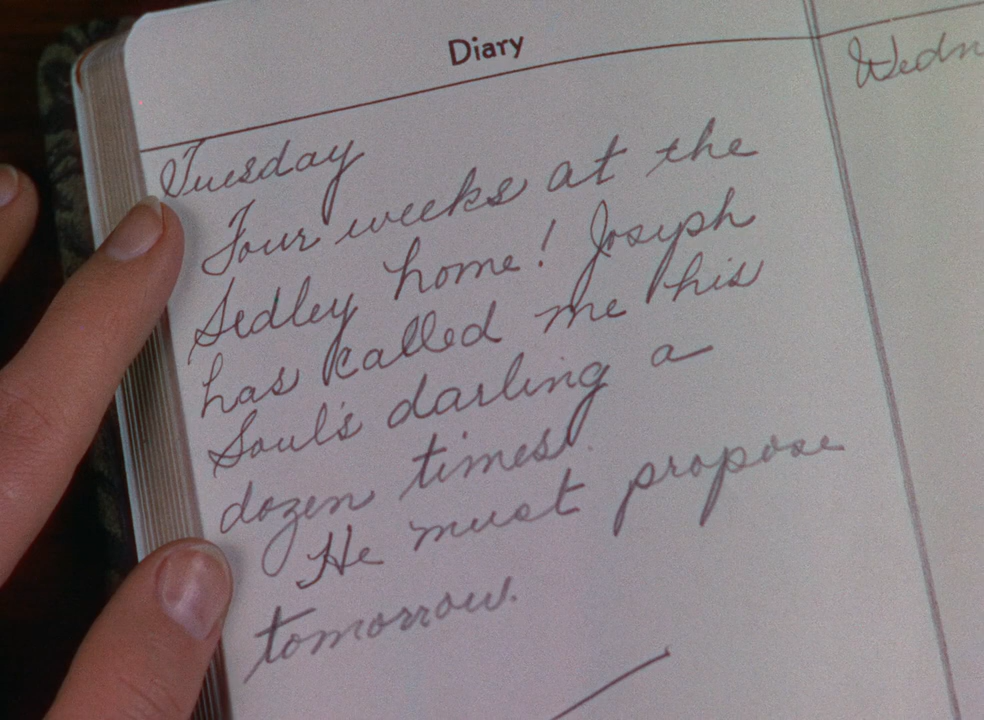 Diary
Tuesday
Four weeks at the
Sedley home! Joseph
has called me his
Soul's darling a
dozen times.
He must propose
tomorrow.
Wedn